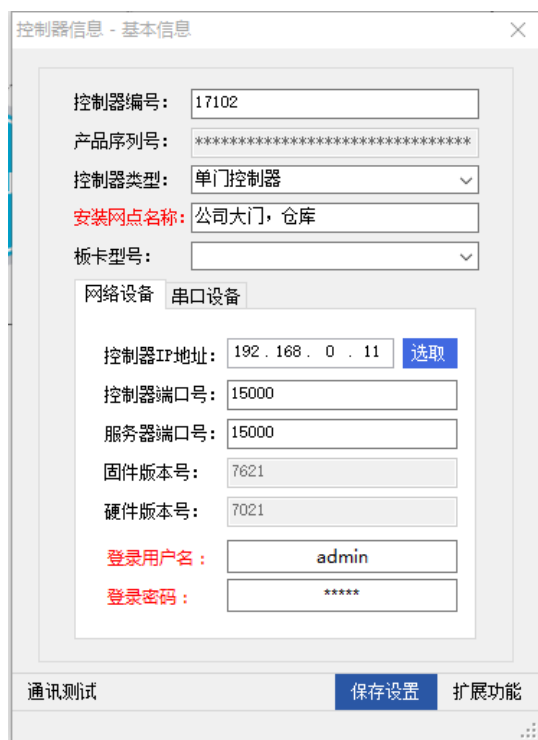 控制器信息 - 基本信息
控制器编号： 17102
产品序列号： ********************************
控制器类型： 单门控制器
安装网点名称： 公司大门，仓库
板卡型号：
网络设备 串口设备
控制器IP地址： 192 . 168 . 0 . 11 选取
控制器端口号： 15000
服务器端口号： 15000
固件版本号： 7621
硬件版本号： 7021
登录用户名 ： admin
登录密码 ： *****
通讯测试 保存设置 扩展功能